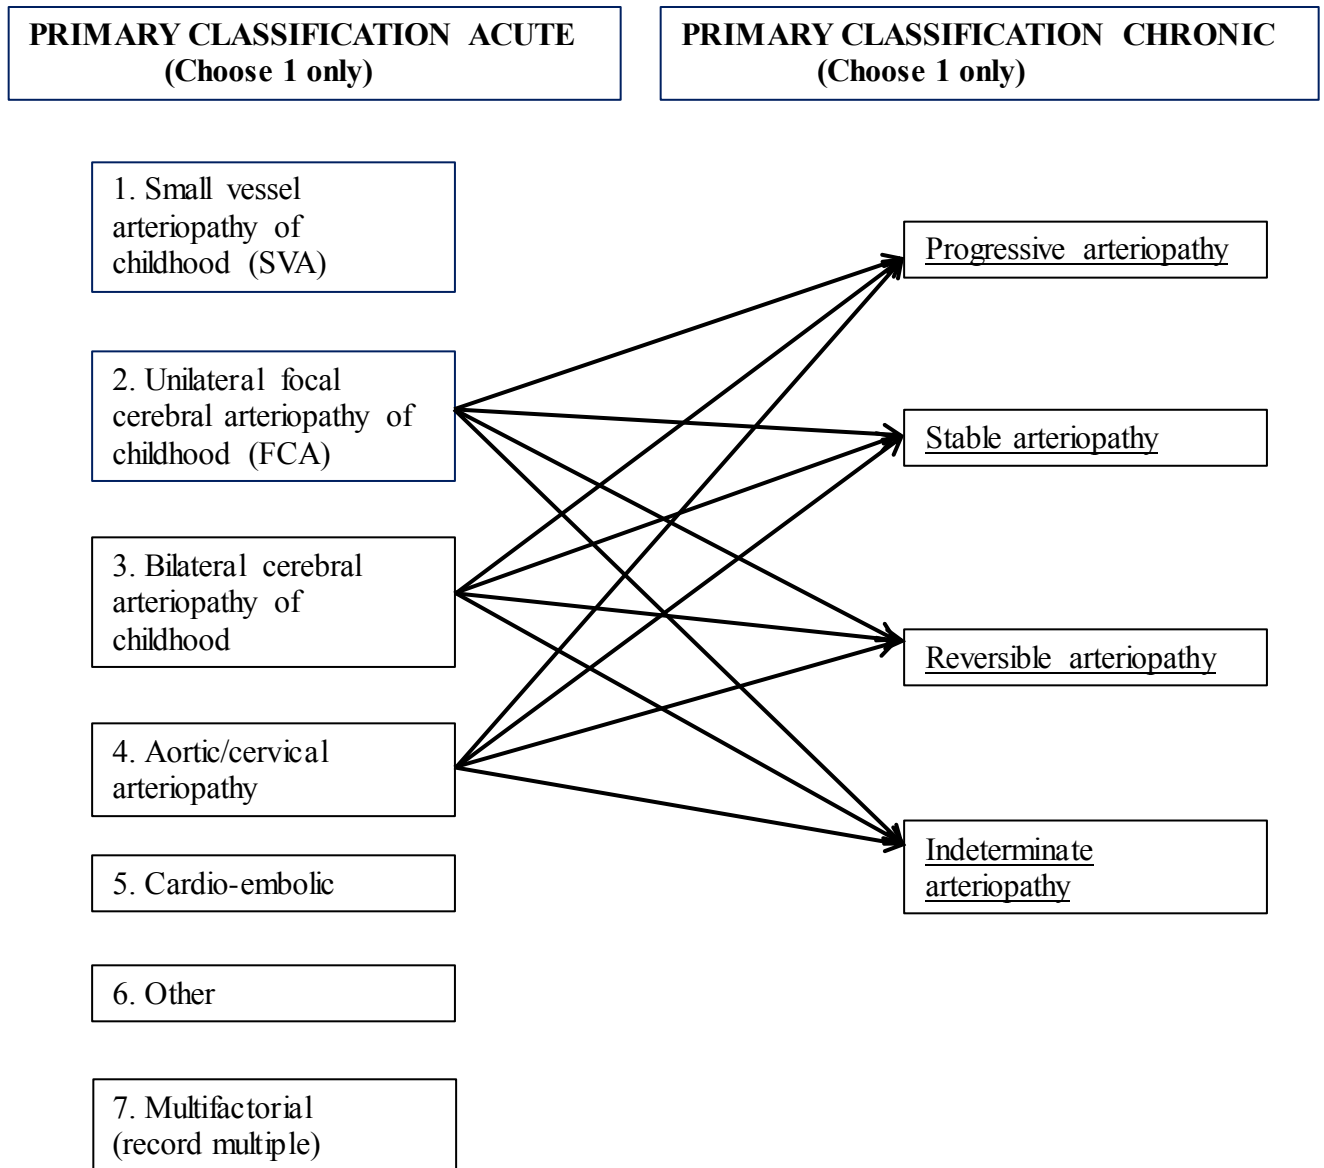 PRIMARY CLASSIFICATION ACUTE
(Choose 1 only)
PRIMARY CLASSIFICATION CHRONIC
(Choose 1 only)
1. Small vessel
arteriopathy of
childhood (SVA)
2. Unilateral focal
cerebral arteriopathy of
childhood (FCA)
3. Bilateral cerebral
arteriopathy of
childhood
4. Aortic/cervical
arteriopathy
5. Cardio-embolic
6. Other
7. Multifactorial
(record multiple)
Progressive arteriopathy
Stable arteriopathy
Reversible arteriopathy
Indeterminate
arteriopathy